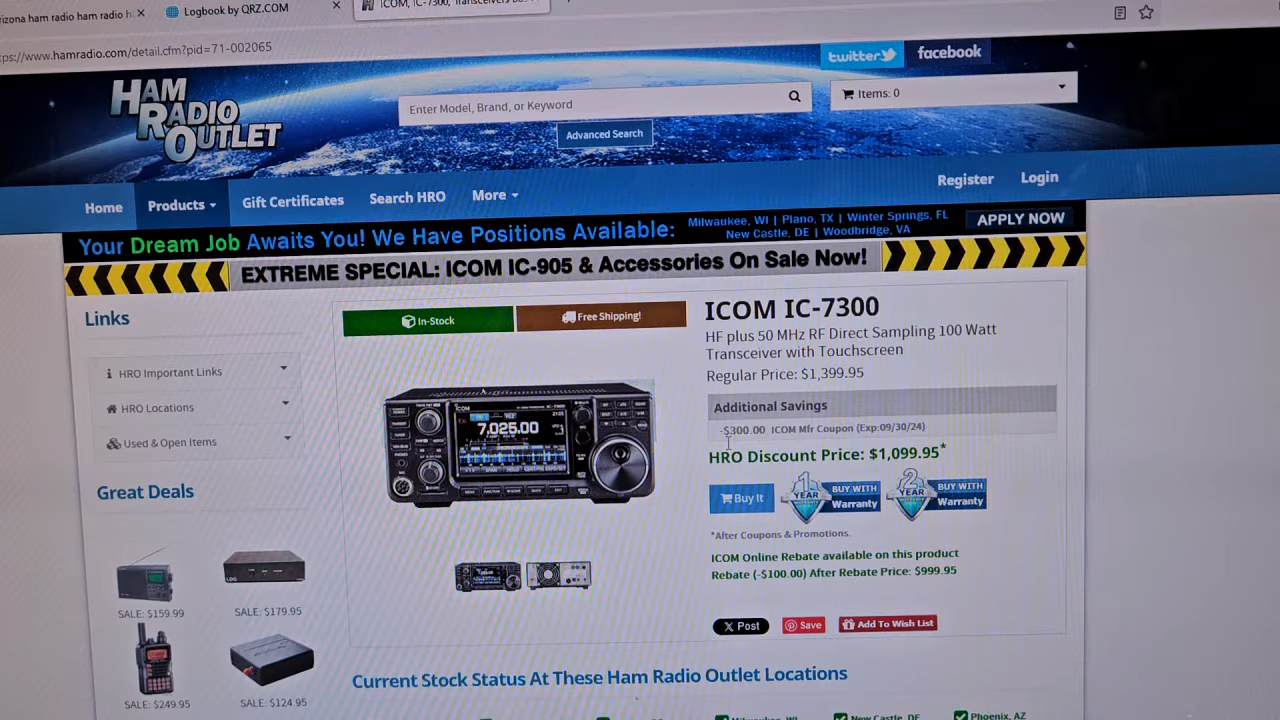 rizona ham radio ham radio h
Logbook by QRZ.COM
ICOM, IC-7300, Transceivers
ps://www.hamradio.com/detail.cfm?pid=71-002065
HAM RADIO OUTLET
twitter
facebook
Enter Model, Brand, or Keyword
Items: 0
Advanced Search
Home
Products
Gift Certificates
Search HRO
More
Register
Login
Your Dream Job Awaits You! We Have Positions Available:
Milwaukee, WI | Plano, TX | Winter Springs, FL
New Castle, DE | Woodbridge, VA
APPLY NOW
EXTREME SPECIAL: ICOM IC-905 & Accessories On Sale Now!
Links
HRO Important Links
HRO Locations
Used & Open Items
Great Deals
SALE: $159.99
SALE: $179.95
SALE: $249.95
SALE: $124.95
In-Stock
Free Shipping!
ICOM
IC-7300
7,025.00
ICOM IC-7300
HF plus 50 MHz RF Direct Sampling 100 Watt
Transceiver with Touchscreen
Regular Price: $1,399.95
Additional Savings
-$300.00 ICOM Mfr Coupon (Exp:09/30/24)
HRO Discount Price: $1,099.95*
Buy It
1 YEAR
BUY WITH
Warranty
2 YEAR
BUY WITH
Warranty
*After Coupons & Promotions.
ICOM Online Rebate available on this product
Rebate (-$100.00) After Rebate Price: $999.95
X Post
Save
Add To Wish List
Current Stock Status At These Ham Radio Outlet Locations
Milwaukee, WI
New Castle, DE
Phoenix, AZ